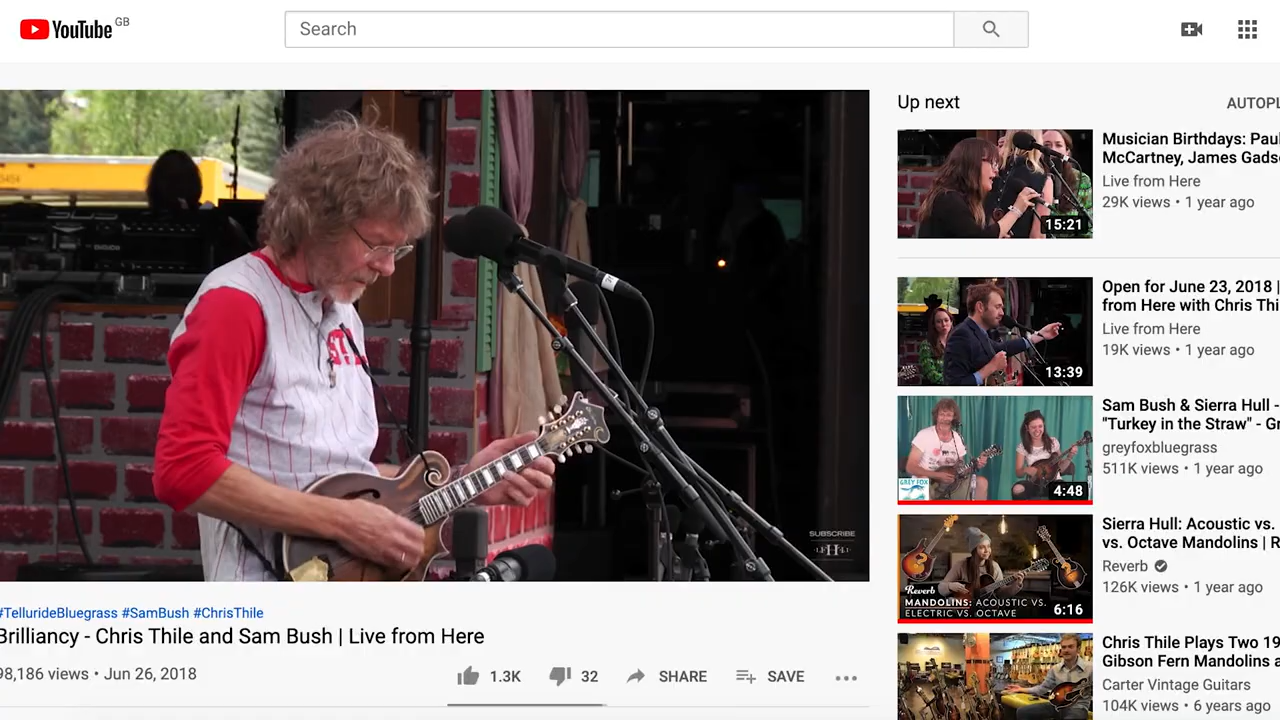 YouTube GB
Search
Up next
AUTOPL
Musician Birthdays: Pau
McCartney, James Gads
Live from Here
29K views • 1 year ago
15:21
Open for June 23, 2018 |
from Here with Chris Thi
Live from Here
19K views • 1 year ago
13:39
Sam Bush & Sierra Hull -
"Turkey in the Straw" - Gr
greyfoxbluegrass
511K views • 1 year ago
GREY FOX
4:48
Sierra Hull: Acoustic vs.
vs. Octave Mandolins | R
Reverb
126K views • 1 year ago
Reverb
MANDOLINS: ACOUSTIC VS.
ELECTRIC VS. OCTAVE
6:16
Chris Thile Plays Two 19
Gibson Fern Mandolins a
Carter Vintage Guitars
104K views • 6 years ago
SUBSCRIBE
#TellurideBluegrass #SamBush #ChrisThile
Brilliancy - Chris Thile and Sam Bush | Live from Here
98,186 views • Jun 26, 2018
1.3K
32
SHARE
SAVE